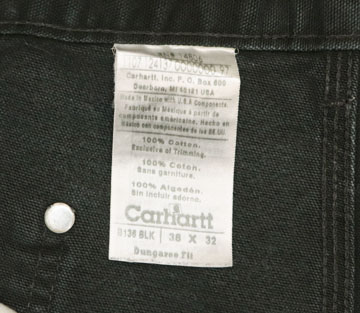 Carhartt, Inc. P.O. Box 600
Dearborn, MI 48121 USA
Made in Mexico with U.S.A Components
Fabriqué au Mexique à partir de
composants américains. Hecho en
México con componentes de los EE.UU.
100% Cotton.
Exclusive of Trimming.
100% Coton.
Sans garniture.
100% Algodón.
Sin incluir adorno.
Carhartt
B136 BLK 36 X 32
Dungaree Fit